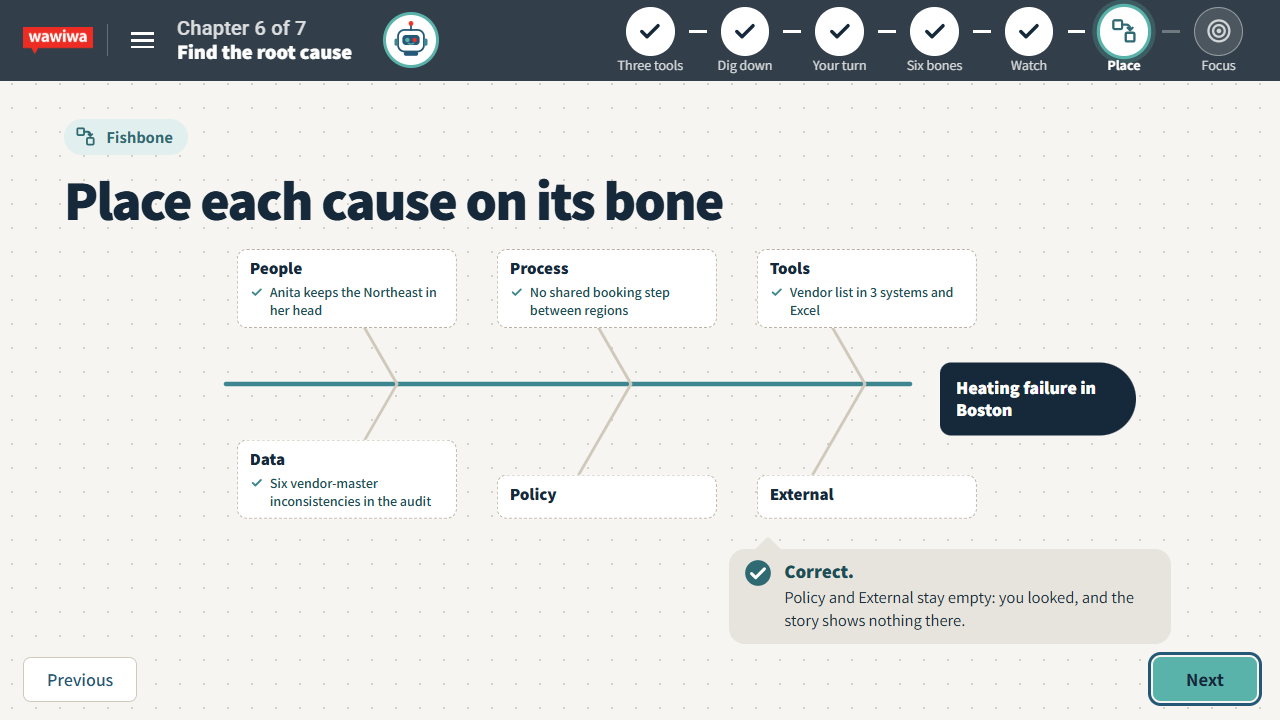 wawiwa
Chapter 6 of 7
Find the root cause
Three tools
Dig down
Your turn
Six bones
Watch
Place
Focus
Fishbone
Place each cause on its bone
People
Anita keeps the Northeast in
her head
Process
No shared booking step
between regions
Tools
Vendor list in 3 systems and
Excel
Heating failure in
Boston
Data
Six vendor-master
inconsistencies in the audit
Policy
External
Correct.
Policy and External stay empty: you looked, and the
story shows nothing there.
Previous
Next